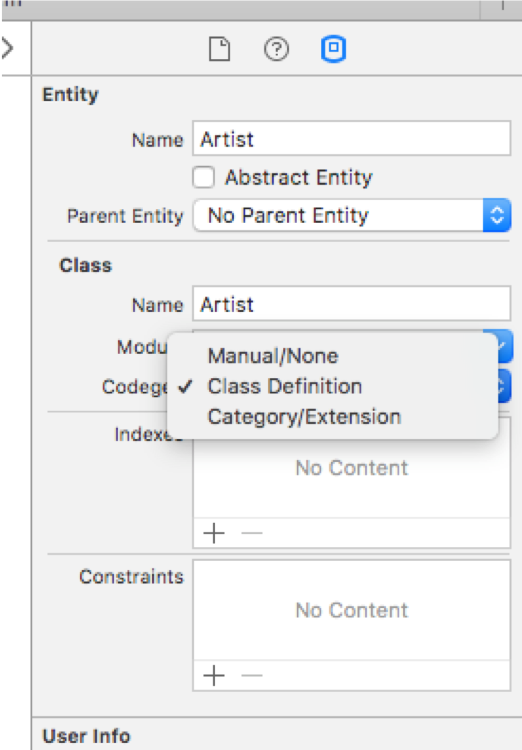 Entity
Name Artist
Abstract Entity
Parent Entity No Parent Entity
Class
Name Artist
Modu
Manual/None
Codege ✓ Class Definition
Category/Extension
Indexes
No Content
Constraints
No Content
User Info